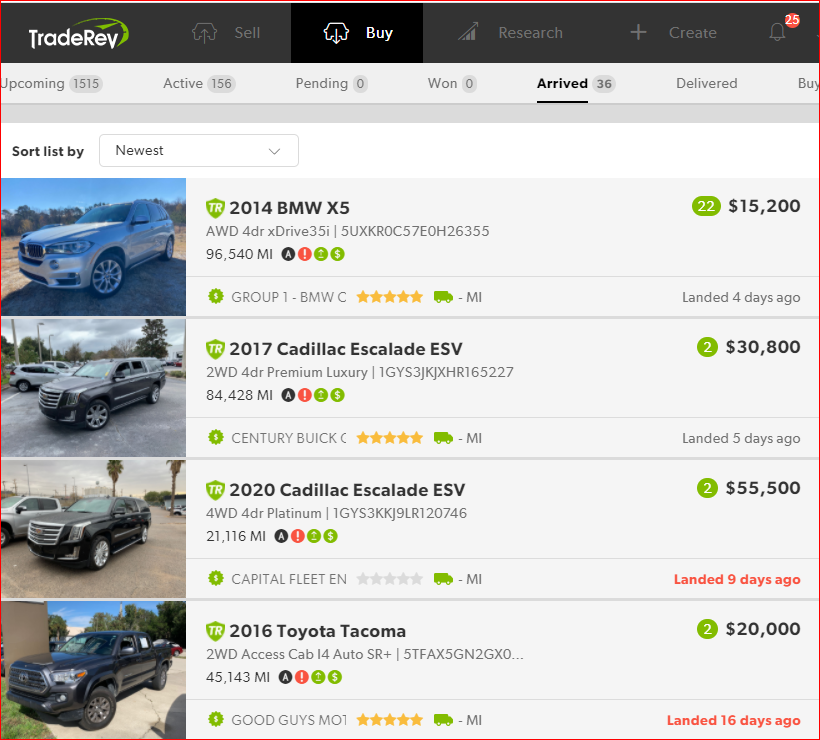 TradeRev Sell Buy Research Create 25
Upcoming 1515 Active 156 Pending 0 Won 0 Arrived 36 Delivered Buy
Sort list by Newest
TR 2014 BMW X5 22 $15,200
AWD 4dr xDrive35i | 5UXKR0C57E0H26355
96,540 MI A ! $
$ GROUP 1 - BMW - MI Landed 4 days ago
TR 2017 Cadillac Escalade ESV 2 $30,800
2WD 4dr Premium Luxury | 1GYS3JKJXHR165227
84,428 MI A ! $
$ CENTURY BUICK - MI Landed 5 days ago
TR 2020 Cadillac Escalade ESV 2 $55,500
4WD 4dr Platinum | 1GYS3KKJ9LR120746
21,116 MI A ! $
$ CAPITAL FLEET EN - MI Landed 9 days ago
TR 2016 Toyota Tacoma 2 $20,000
2WD Access Cab I4 Auto SR+ | 5TFAX5GN2GX0...
45,143 MI A ! $
$ GOOD GUYS MOT - MI Landed 16 days ago